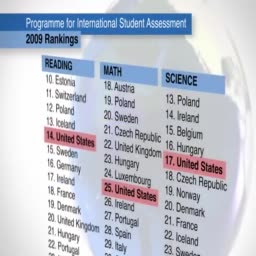 Programme for International Student Assessment
2009 Rankings
READING
10. Estonia
11. Switzerland
12. Poland
13. Iceland
14. United States
15. Sweden
16. Germany
17. Ireland
18. France
19. Denmark
20. United Kingdom
21. Hungary
22. Portugal
MATH
18. Austria
19. Poland
20. Sweden
21. Czech Republic
22. United Kingdom
23. Hungary
24. Luxembourg
25. United States
26. Ireland
27. Portugal
28. Spain
29. Italy
SCIENCE
13. Poland
14. Ireland
15. Belgium
16. Hungary
17. United States
18. Czech Republic
19. Norway
20. Denmark
21. France
22. Iceland
23. Sweden